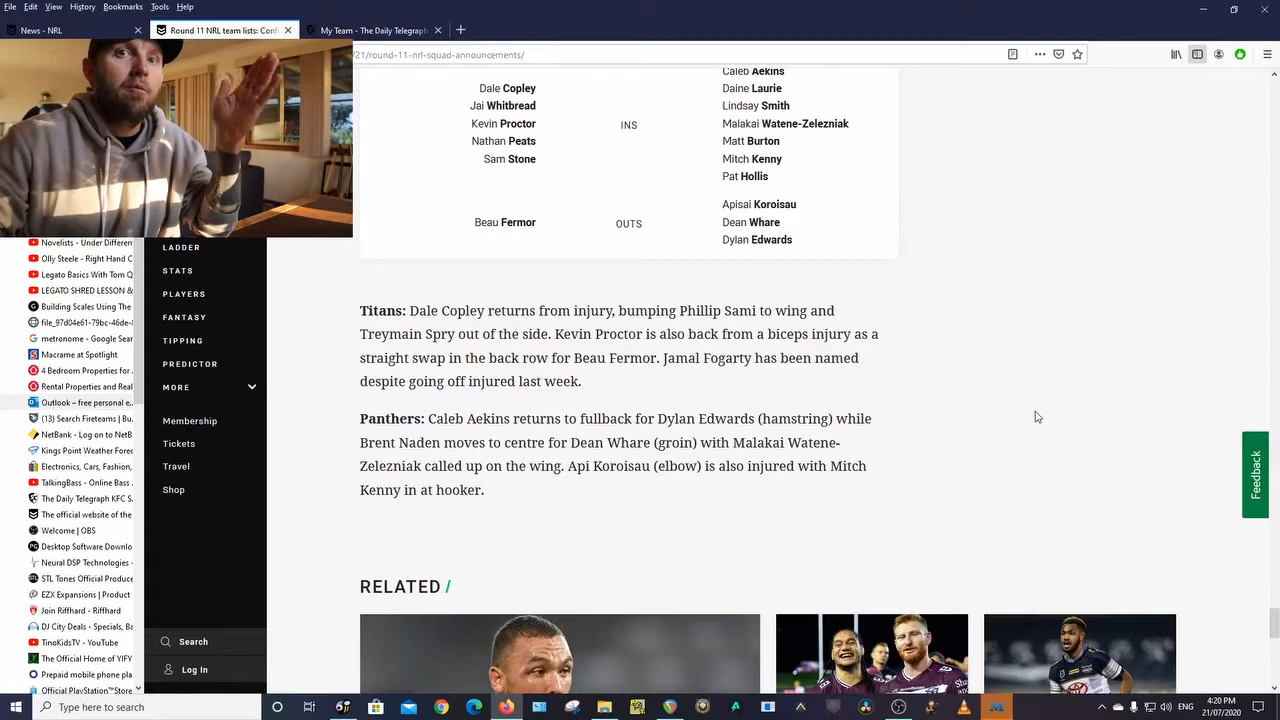 File Edit View History Bookmarks Tools Help
News - NRL
Round 11 NRL team lists: Conf
My Team - The Daily Telegraph
/21/round-11-nrl-squad-announcements/
Caleb Aekins
Dale Copley
Daine Laurie
Jai Whitbread
Lindsay Smith
Kevin Proctor
INS
Malakai Watene-Zelezniak
Nathan Peats
Matt Burton
Sam Stone
Mitch Kenny
Pat Hollis
Apisai Koroisau
Beau Fermor
OUTS
Dean Whare
Dylan Edwards
Novelists - Under Differen
Olly Steele - Right Hand C
Legato Basics With Tom Q
LEGATO SHRED LESSON &
Building Scales Using The
file_97d04e61-79bc-46de-8
metronome - Google Sear
Macrame at Spotlight
4 Bedroom Properties for
Rental Properties and Real
Outlook – free personal e
(13) Search Fireteams | Bu
NetBank - Log on to NetB
Kings Point Weather Forec
Electronics, Cars, Fashion,
TalkingBass - Online Bass
The Daily Telegraph KFC S
The official website of the
Welcome | OBS
Desktop Software Downlo
Neural DSP Technologies -
STL Tones Official Produce
EZX Expansions | Product
Join Riffhard - Riffhard
DJ City Deals - Specials, Ba
TinoKidsTV - YouTube
The Official Home of YIFY
Prepaid mobile phone pla
Official PlayStation™Store
LADDER
STATS
PLAYERS
FANTASY
TIPPING
PREDICTOR
MORE
Membership
Tickets
Travel
Shop
Search
Log In
Titans: Dale Copley returns from injury, bumping Phillip Sami to wing and
Treymain Spry out of the side. Kevin Proctor is also back from a biceps injury as a
straight swap in the back row for Beau Fermor. Jamal Fogarty has been named
despite going off injured last week.
Panthers: Caleb Aekins returns to fullback for Dylan Edwards (hamstring) while
Brent Naden moves to centre for Dean Whare (groin) with Malakai Watene-
Zelezniak called up on the wing. Api Koroisau (elbow) is also injured with Mitch
Kenny in at hooker.
RELATED /
Feedback
Type here to search
ENG
4:20 PM
21/07/2020